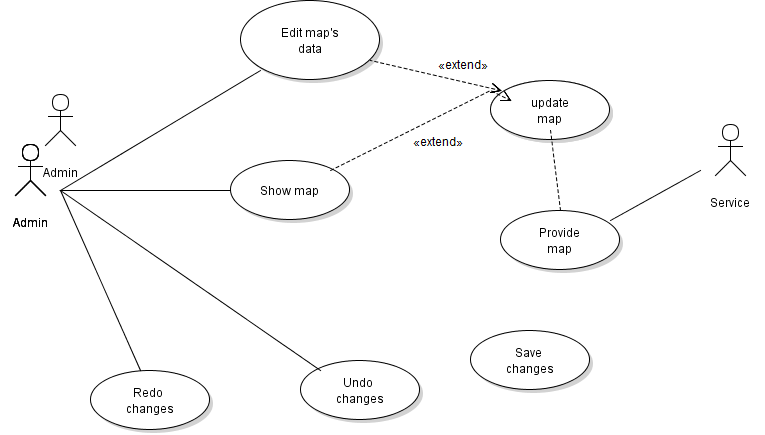 Edit map's
data
«extend»
update
map
«extend»
Admin
Show map
Admin
Service
Provide
map
Save
changes
Redo
changes
Undo
changes